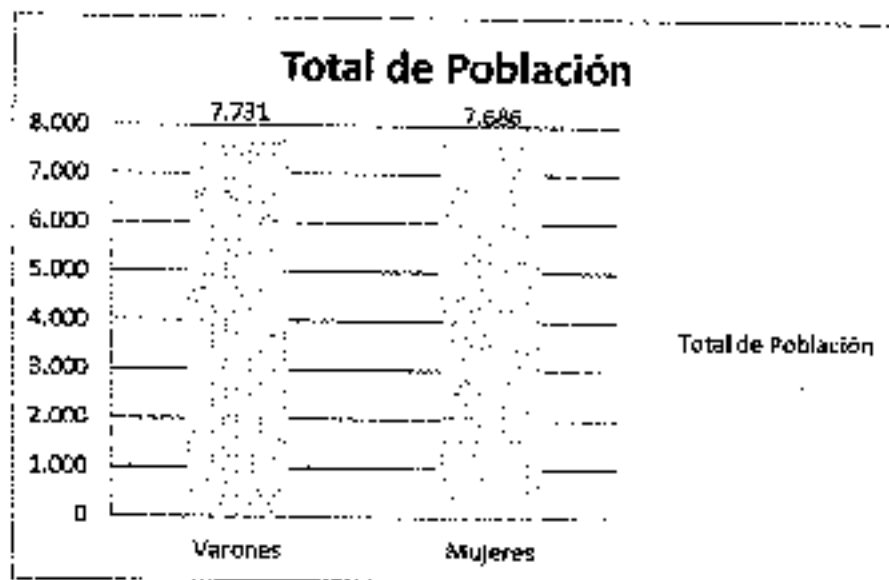 Total de Población
7.731
7.686
8.000
7.000
6.000
5.000
4.000
3.000
2.000
1.000
0
Varones
Mujeres
Total de Población